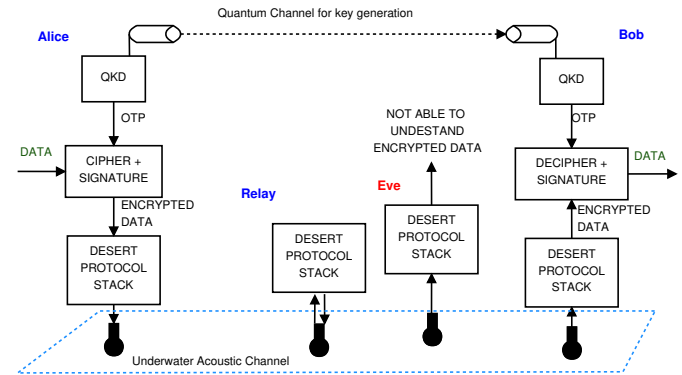 Quantum Channel for key generation
Alice
Bob
QKD
QKD
OTP
OTP
NOT ABLE TO
UNDESTAND
ENCRYPTED DATA
DATA
CIPHER +
SIGNATURE
DECIPHER +
SIGNATURE
DATA
Relay
Eve
ENCRYPTED
DATA
ENCRYPTED
DATA
DESERT
PROTOCOL
STACK
DESERT
PROTOCOL
STACK
DESERT
PROTOCOL
STACK
DESERT
PROTOCOL
STACK
Underwater Acoustic Channel